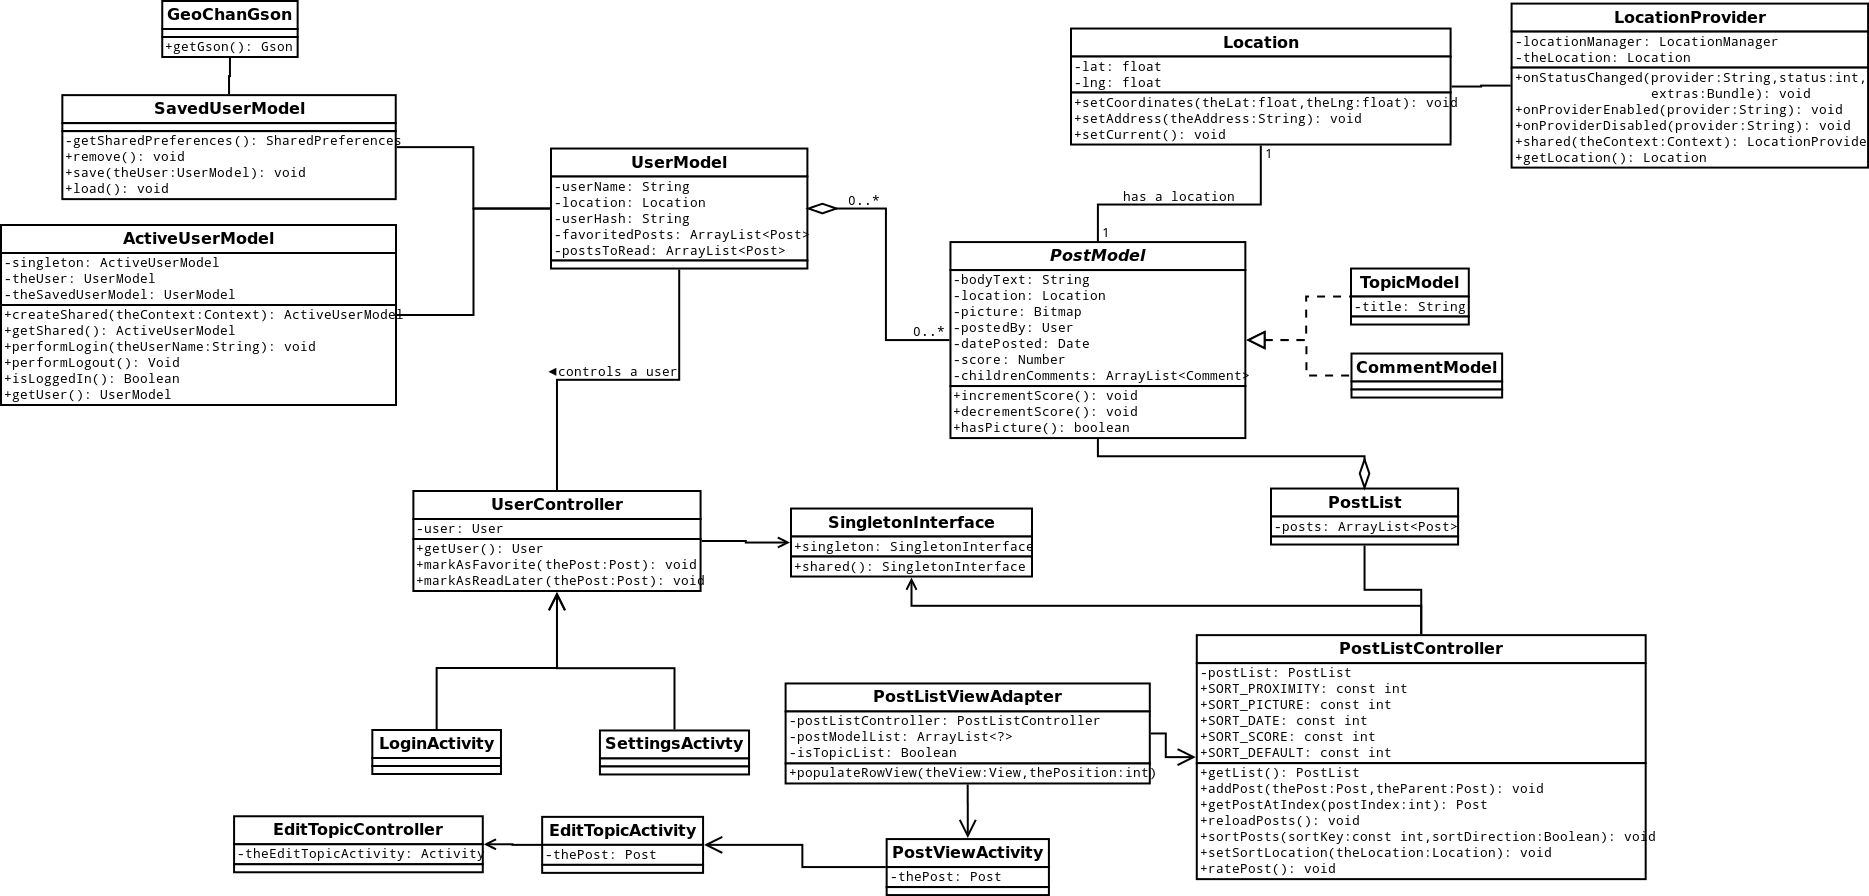 GeoChanGson
+getGson(): Gson
SavedUserModel
-getSharedPreferences(): SharedPreferences
+remove(): void
+save(theUser:UserModel): void
+load(): void
ActiveUserModel
-singleton: ActiveUserModel
-theUser: UserModel
-theSavedUserModel: UserModel
+createShared(theContext:Context): ActiveUserModel
+getShared(): ActiveUserModel
+performLogin(theUserName:String): void
+performLogout(): Void
+isLoggedIn(): Boolean
+getUser(): UserModel
UserModel
-userName: String
-location: Location
-userHash: String
-favoritedPosts: ArrayList<Post>
-postsToRead: ArrayList<Post>
0..*
0..*
◄controls a user
Location
-lat: float
-lng: float
+setCoordinates(theLat:float,theLng:float): void
+setAddress(theAddress:String): void
+setCurrent(): void
1
has a location
1
LocationProvider
-locationManager: LocationManager
-theLocation: Location
+onStatusChanged(provider:String,status:int,
extras:Bundle): void
+onProviderEnabled(provider:String): void
+onProviderDisabled(provider:String): void
+shared(theContext:Context): LocationProvide
+getLocation(): Location
PostModel
-bodyText: String
-location: Location
-picture: Bitmap
-postedBy: User
-datePosted: Date
-score: Number
-childrenComments: ArrayList<Comment>
+incrementScore(): void
+decrementScore(): void
+hasPicture(): boolean
TopicModel
-title: String
CommentModel
UserController
-user: User
+getUser(): User
+markAsFavorite(thePost:Post): void
+markAsReadLater(thePost:Post): void
SingletonInterface
+singleton: SingletonInterface
+shared(): SingletonInterface
PostList
-posts: ArrayList<Post>
LoginActivity
SettingsActivty
PostListViewAdapter
-postListController: PostListController
-postModelList: ArrayList<?>
-isTopicList: Boolean
+populateRowView(theView:View,thePosition:int)
PostListController
-postList: PostList
+SORT_PROXIMITY: const int
+SORT_PICTURE: const int
+SORT_DATE: const int
+SORT_SCORE: const int
+SORT_DEFAULT: const int
+getList(): PostList
+addPost(thePost:Post,theParent:Post): void
+getPostAtIndex(postIndex:int): Post
+reloadPosts(): void
+sortPosts(sortKey:const int,sortDirection:Boolean): void
+setSortLocation(theLocation:Location): void
+ratePost(): void
EditTopicController
-theEditTopicActivity: Activity
EditTopicActivity
-thePost: Post
PostViewActivity
-thePost: Post